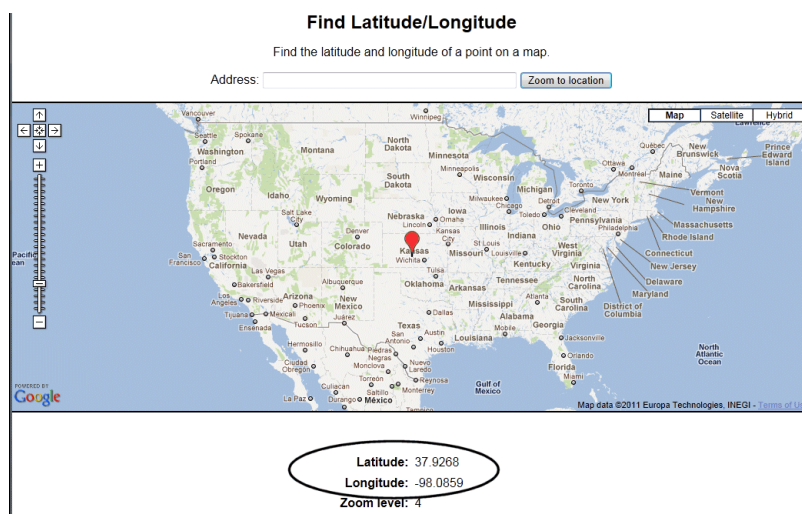 Find Latitude/Longitude
Find the latitude and longitude of a point on a map.
Address: Zoom to location
Map Satellite Hybrid
Vancouver
Winnipeg
Seattle Spokane
Washington
Portland
Montana
North Dakota
Minnesota
Minneapolis
Québec
New Brunswick
Prince Edward Island
Nova Scotia
Ottawa
Montréal
Maine
Oregon
Idaho
Wyoming
South Dakota
Wisconsin
Michigan
Toronto
Vermont
New Hampshire
Milwaukee
Detroit
New York
Chicago
Toledo
Cleveland
Massachusetts
Rhode Island
Salt Lake City
Nebraska
Iowa
Lincoln
Omaha
Illinois
Indiana
Ohio
Pennsylvania
Philadelphia
Connecticut
New Jersey
Nevada
Utah
Denver
Colorado
Kansas
Kansas City
Missouri
St Louis
Louisville
Kentucky
West Virginia
Virginia
Delaware
Maryland
District of Columbia
Sacramento
Stockton
San Francisco
California
Pacific
ean
Las Vegas
Bakersfield
Wichita
Tulsa
Oklahoma
Arkansas
Tennessee
North Carolina
South Carolina
Los Angeles
Riverside
Arizona
Phoenix
Albuquerque
New Mexico
Mississippi
Alabama
Atlanta
Georgia
Tijuana
Mexicali
Ensenada
Tucson
Juárez
Dallas
Texas
Louisiana
Mobile
Jacksonville
San Antonio
Austin
Houston
Hermosillo
Chihuahua
Piedras Negras
Ciudad Obregon
Monclova
Nuevo Laredo
Reynosa
Orlando
Florida
Miami
North Atlantic Ocean
Culiacan
Torreón
Saltillo
Monterrey
La Paz
Durango
México
Gulf of Mexico
POWERED BY
Google
Map data ©2011 Europa Technologies, INEGI -
Latitude: 37.9268
Longitude: -98.0859
Zoom level: 4